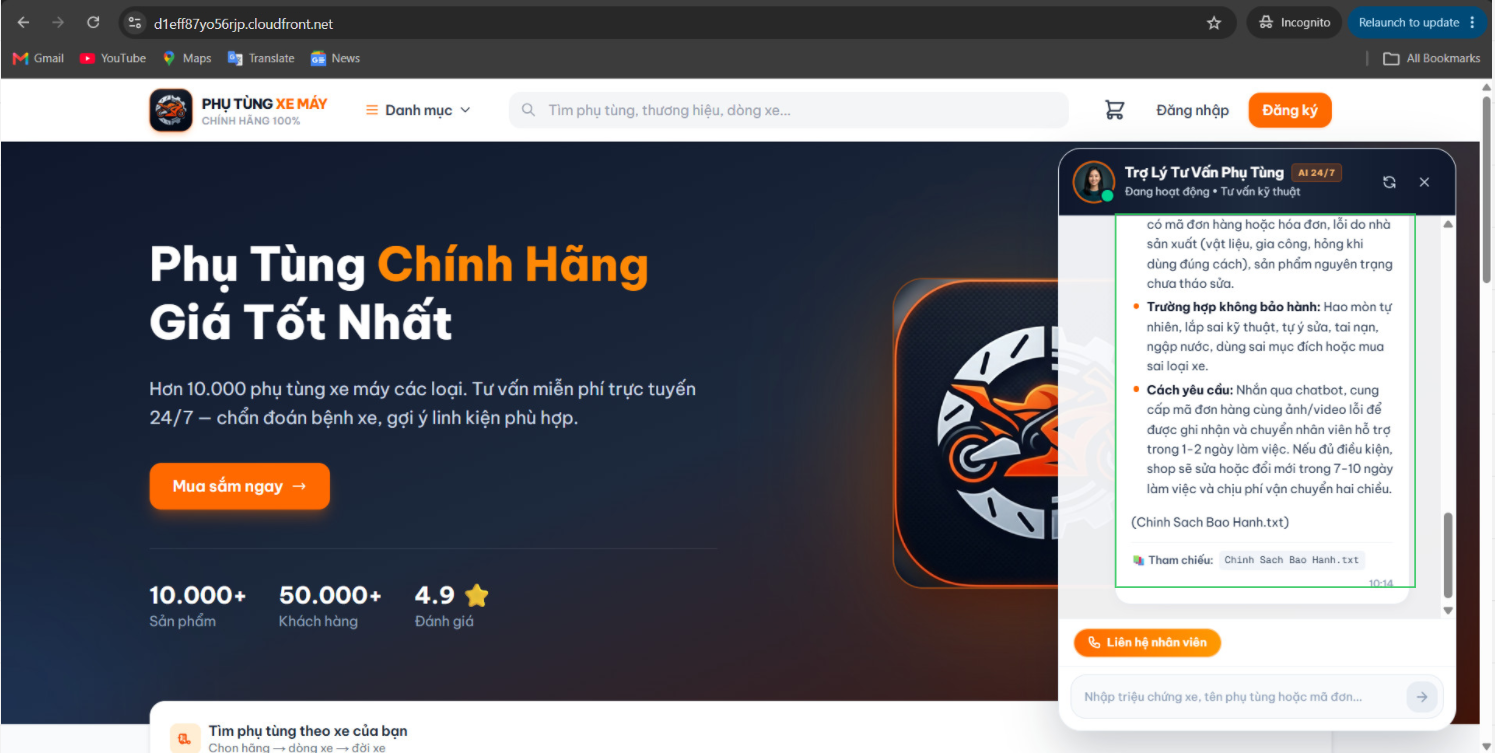 d1eff87yo56rjp.cloudfront.net
Incognito
Relaunch to update
Gmail
YouTube
Maps
Translate
News
All Bookmarks
PHỤ TÙNG XE MÁY
CHÍNH HÃNG 100%
Danh mục
Tìm phụ tùng, thương hiệu, dòng xe...
Đăng nhập
Đăng ký
Phụ Tùng Chính Hãng
Giá Tốt Nhất
Hơn 10.000 phụ tùng xe máy các loại. Tư vấn miễn phí trực tuyến
24/7 — chẩn đoán bệnh xe, gợi ý linh kiện phù hợp.
Mua sắm ngay →
10.000+
Sản phẩm
50.000+
Khách hàng
4.9 ⭐
Đánh giá
Tìm phụ tùng theo xe của bạn
Chọn hãng → dòng xe → đời xe
Trợ Lý Tư Vấn Phụ Tùng AI 24/7
Đang hoạt động • Tư vấn kỹ thuật
có mã đơn hàng hoặc hóa đơn, lỗi do nhà
sản xuất (vật liệu, gia công, hỏng khi
dùng đúng cách), sản phẩm nguyên trạng
chưa tháo sửa.
• Trường hợp không bảo hành: Hao mòn tự
nhiên, lắp sai kỹ thuật, tự ý sửa, tai nạn,
ngập nước, dùng sai mục đích hoặc mua
sai loại xe.
• Cách yêu cầu: Nhắn qua chatbot, cung
cấp mã đơn hàng cùng ảnh/video lỗi để
được ghi nhận và chuyển nhân viên hỗ trợ
trong 1-2 ngày làm việc. Nếu đủ điều kiện,
shop sẽ sửa hoặc đổi mới trong 7-10 ngày
làm việc và chịu phí vận chuyển hai chiều.
(Chinh Sach Bao Hanh.txt)
📚 Tham chiếu: Chinh Sach Bao Hanh.txt
10:14
Liên hệ nhân viên
Nhập triệu chứng xe, tên phụ tùng hoặc mã đơn...